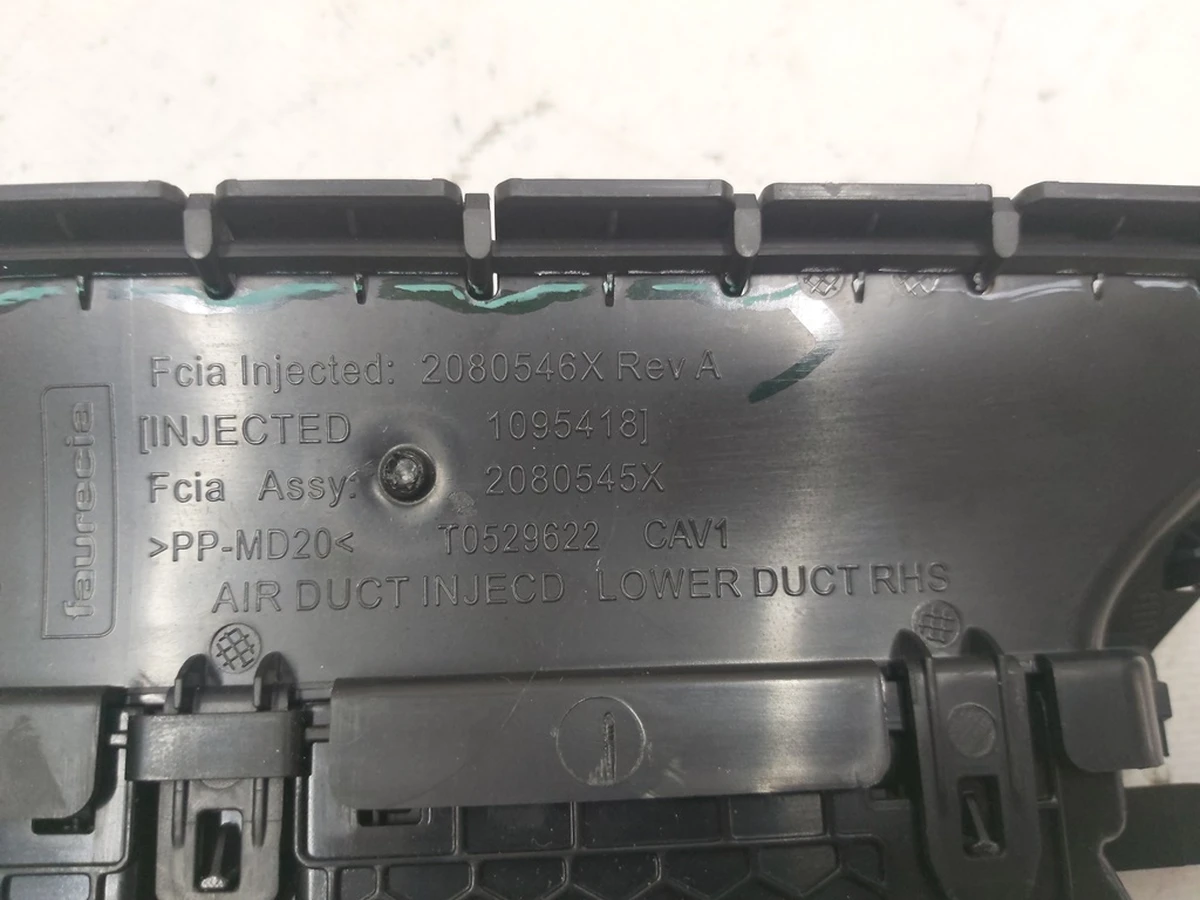 Fcia Injected: 2080546X Rev A
[INJECTED 1095418]
Fcia Assy: 2080545X
>PP-MD20< T0529622 CAV1
AIR DUCT INJECD LOWER DUCT RHS
faurecia